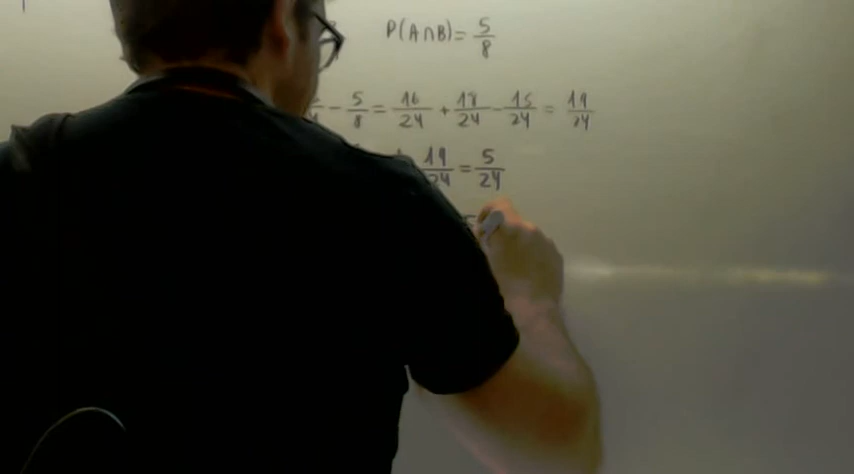 P(A∩B) = 5/8
- 5/8 = 16/24 + 18/24 - 15/24 = 19/24
19/24 = 5/24